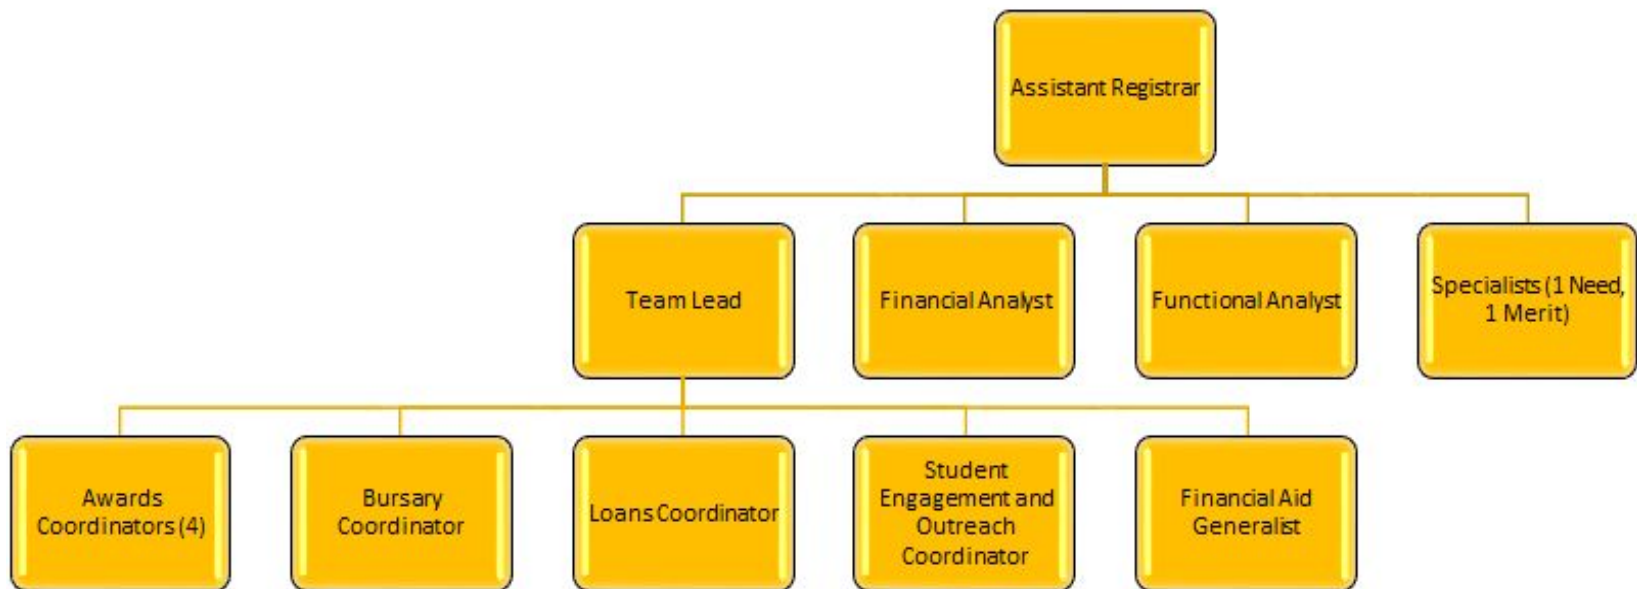 Assistant Registrar
Team Lead
Financial Analyst
Functional Analyst
Specialists (1 Need,
1 Merit)
Awards
Coordinators (4)
Bursary
Coordinator
Loans Coordinator
Student
Engagement and
Outreach
Coordinator
Financial Aid
Generalist